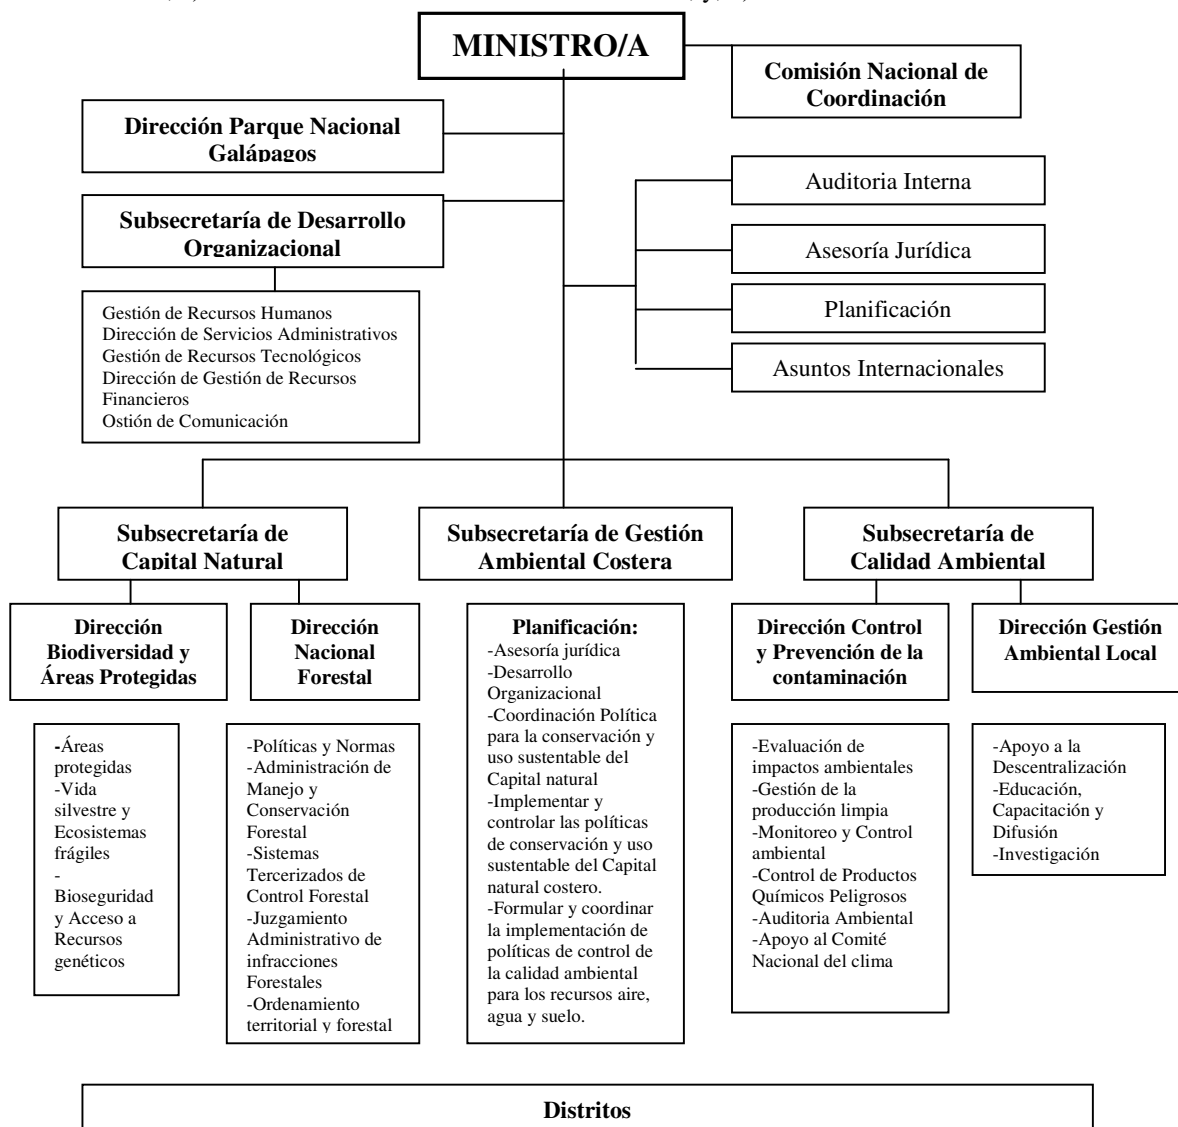 MINISTRO/A
Comisión Nacional de
Coordinación
Dirección Parque Nacional
Galápagos
Auditoria Interna
Subsecretaría de Desarrollo
Organizacional
Asesoría Jurídica
Gestión de Recursos Humanos
Dirección de Servicios Administrativos
Gestión de Recursos Tecnológicos
Dirección de Gestión de Recursos
Financieros
Ostión de Comunicación
Planificación
Asuntos Internacionales
Subsecretaría de
Capital Natural
Subsecretaría de Gestión
Ambiental Costera
Subsecretaría de
Calidad Ambiental
Dirección
Biodiversidad y
Áreas Protegidas
Dirección
Nacional
Forestal
Planificación:
-Asesoría jurídica
-Desarrollo
Organizacional
-Coordinación Política
para la conservación y
uso sustentable del
Capital natural
-Implementar y
controlar las políticas
de conservación y uso
sustentable del Capital
natural costero.
-Formular y coordinar
la implementación de
políticas de control de
la calidad ambiental
para los recursos aire,
agua y suelo.
Dirección Control
y Prevención de la
contaminación
Dirección Gestión
Ambiental Local
-Áreas
protegidas
-Vida
silvestre y
Ecosistemas
frágiles
-
Bioseguridad
y Acceso a
Recursos
genéticos
-Políticas y Normas
-Administración de
Manejo y
Conservación
Forestal
-Sistemas
Tercerizados de
Control Forestal
-Juzgamiento
Administrativo de
infracciones
Forestales
-Ordenamiento
territorial y forestal
-Evaluación de
impactos ambientales
-Gestión de la
producción limpia
-Monitoreo y Control
ambiental
-Control de Productos
Químicos Peligrosos
-Auditoria Ambiental
-Apoyo al Comité
Nacional del clima
-Apoyo a la
Descentralización
-Educación,
Capacitación y
Difusión
-Investigación
Distritos